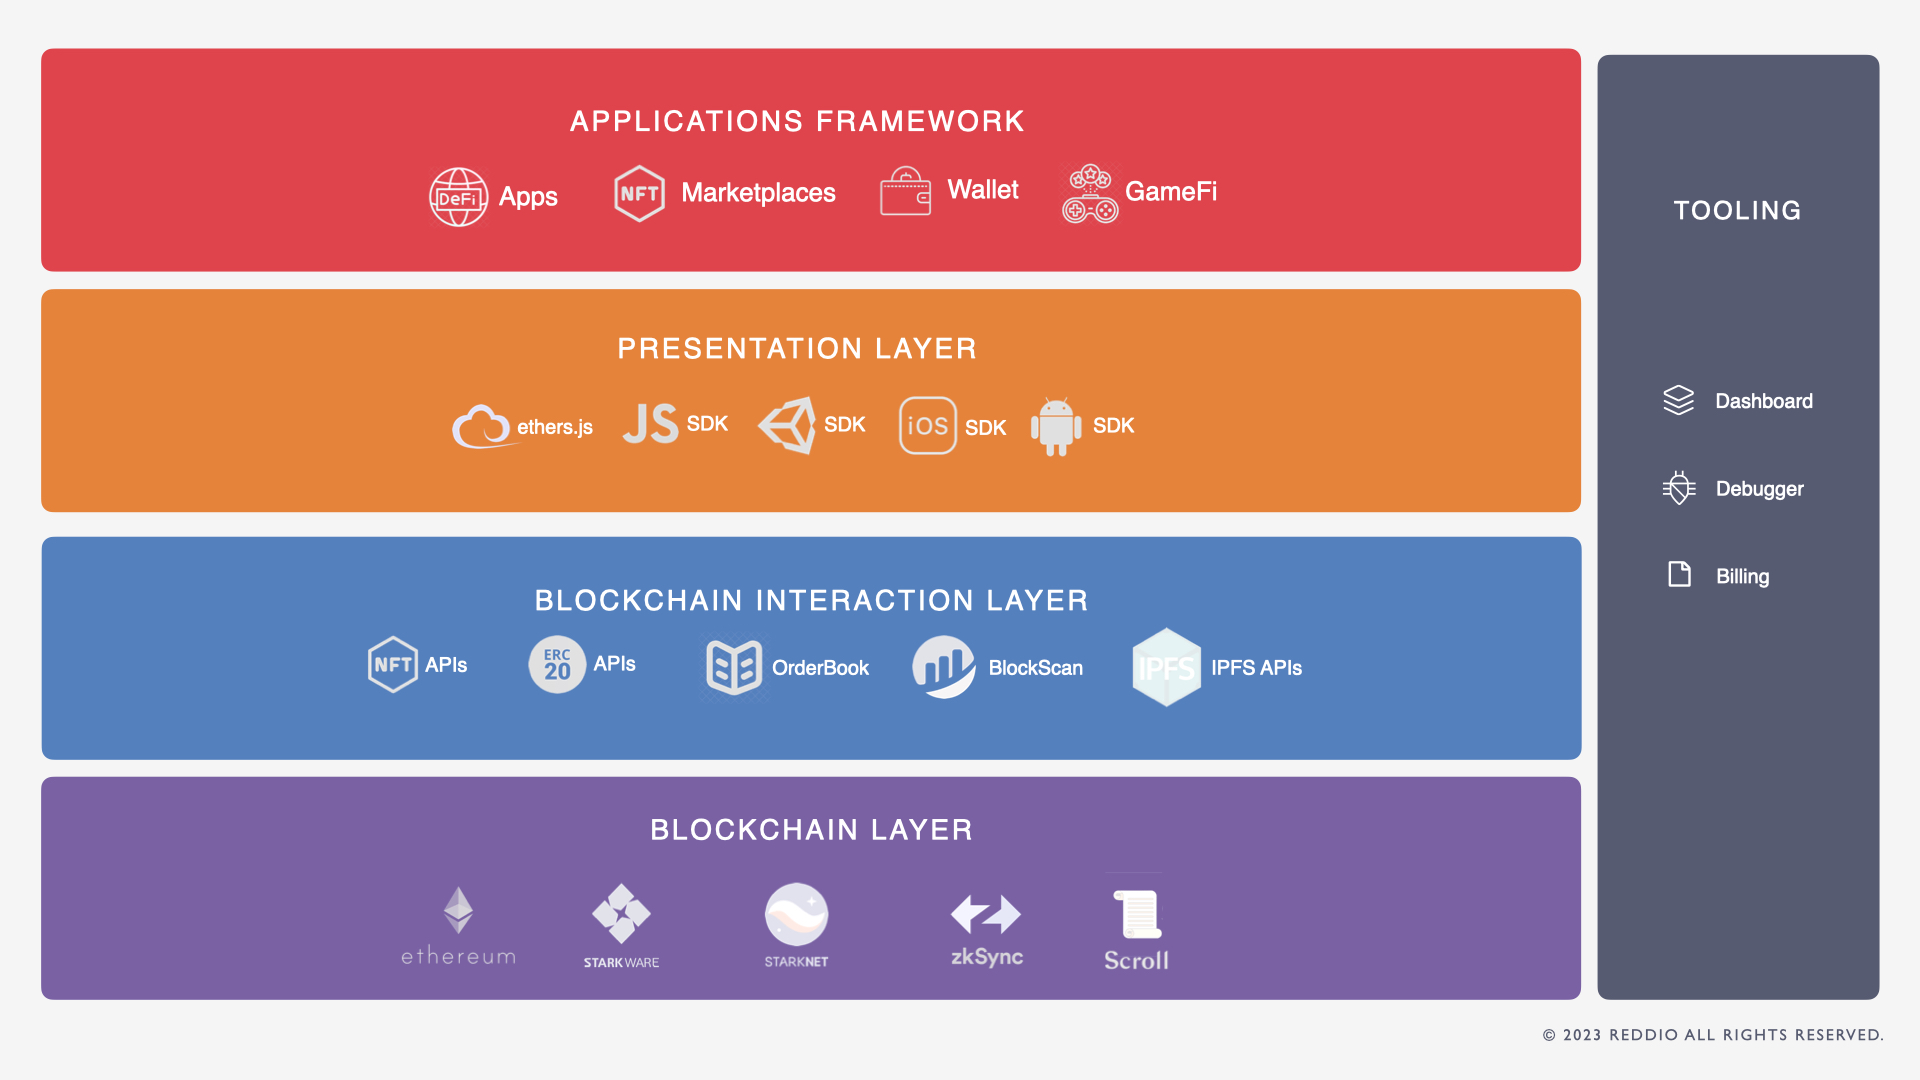 APPLICATIONS FRAMEWORK
DeFi Apps
NFT Marketplaces
Wallet
GameFi
PRESENTATION LAYER
ethers.js
JS SDK
SDK
iOS SDK
SDK
BLOCKCHAIN INTERACTION LAYER
NFT APIs
ERC
20 APIs
OrderBook
BlockScan
IPFS IPFS APIs
BLOCKCHAIN LAYER
ethereum
STARKWARE
STARKNET
zkSync
Scroll
TOOLING
Dashboard
Debugger
Billing
© 2023 REDDIO ALL RIGHTS RESERVED.